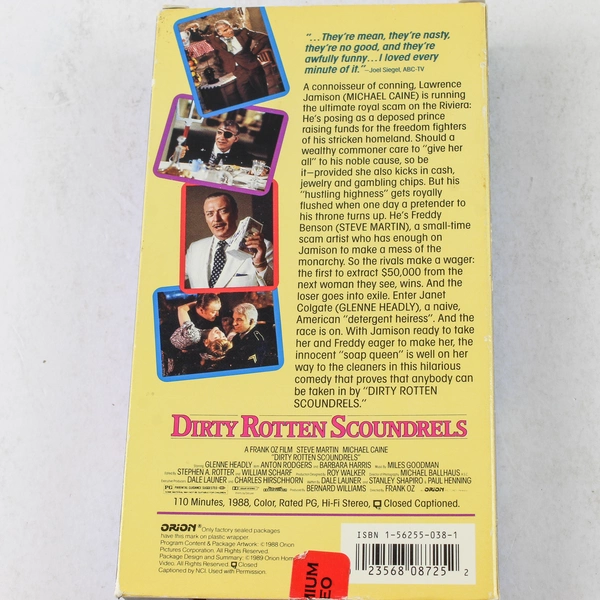 “...They're mean, they're nasty,
they're no good, and they're
awfully funny...I loved every
minute of it.”–Joel Siegel, ABC-TV
A connoisseur of conning, Lawrence
Jamison (MICHAEL CAINE) is running
the ultimate royal scam on the Riviera:
He's posing as a deposed prince
raising funds for the freedom fighters
of his stricken homeland. Should a
wealthy commoner care to “give her
all” to his noble cause, so be
it—provided she also kicks in cash,
jewelry and gambling chips. But his
“hustling highness” gets royally
flushed when one day a pretender to
his throne turns up. He's Freddy
Benson (STEVE MARTIN), a small-time
scam artist who has enough on
Jamison to make a mess of the
monarchy. So the rivals make a wager:
the first to extract $50,000 from the
next woman they see, wins. And the
loser goes into exile. Enter Janet
Colgate (GLENNE HEADLY), a naive,
American “detergent heiress”. And the
race is on. With Jamison ready to take
her and Freddy eager to make her, the
innocent “soap queen” is well on her
way to the cleaners in this hilarious
comedy that proves that anybody can
be taken in by “DIRTY ROTTEN
SCOUNDRELS.”
DIRTY ROTTEN SCOUNDRELS
A FRANK OZ FILM STEVE MARTIN MICHAEL CAINE
“DIRTY ROTTEN SCOUNDRELS”
GLENNE HEADLY ANTON RODGERS and BARBARA HARRIS MILES GOODMAN
STEPHEN A. ROTTER and WILLIAM SCHARF ROY WALKER MICHAEL BALLHAUS
DALE LAUNER and CHARLES HIRSCHHORN DALE LAUNER and STANLEY SHAPIRO & PAUL HENNING
PG BERNARD WILLIAMS FRANK OZ ORION
110 Minutes, 1988, Color, Rated PG, Hi-Fi Stereo, Closed Captioned.
ORION® Only factory sealed packages
have this mark on plastic wrapper.
Program Content & Package Artwork: ©1988 Orion
Pictures Corporation. All Rights Reserved.
Package Design and Summary: ©1989 Orion Hom
Video. All Rights Reserved. Closed
Captioned by NCI. Used with Permission.
IUM
EO
ISBN 1-56255-038-1
23568 08725 2